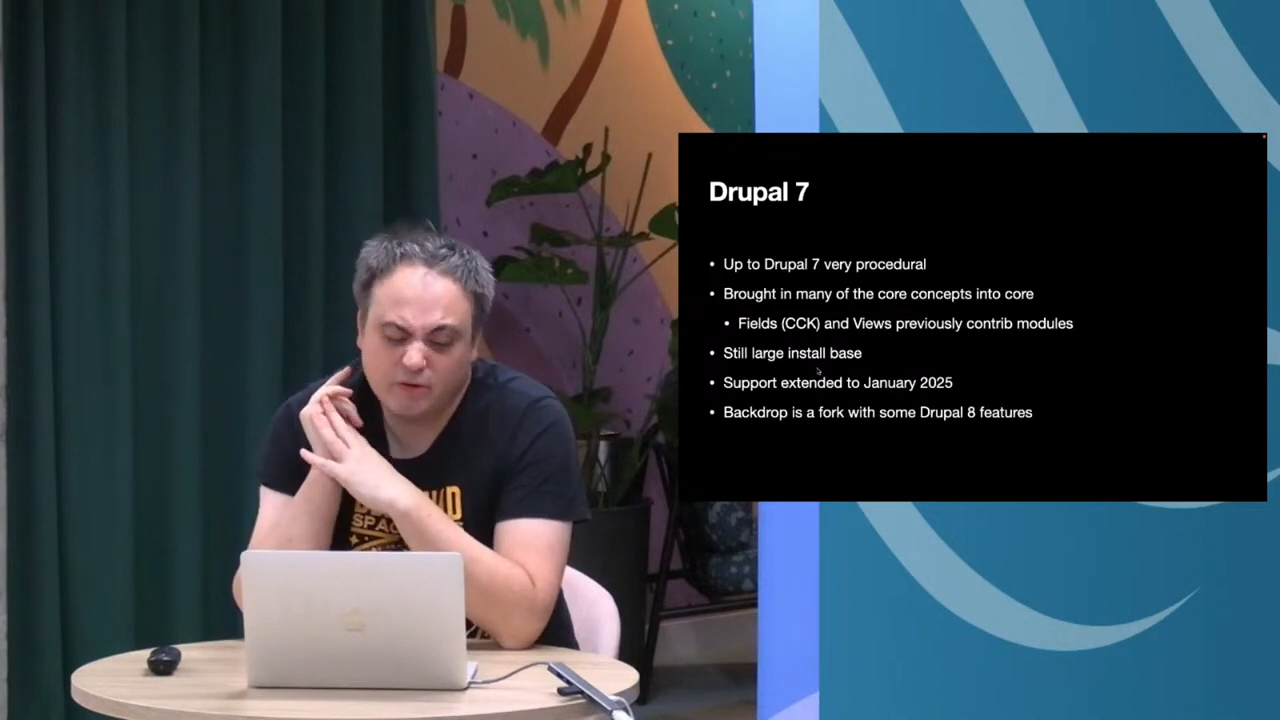 Drupal 7
• Up to Drupal 7 very procedural
• Brought in many of the core concepts into core
• Fields (CCK) and Views previously contrib modules
• Still large install base
• Support extended to January 2025
• Backdrop is a fork with some Drupal 8 features